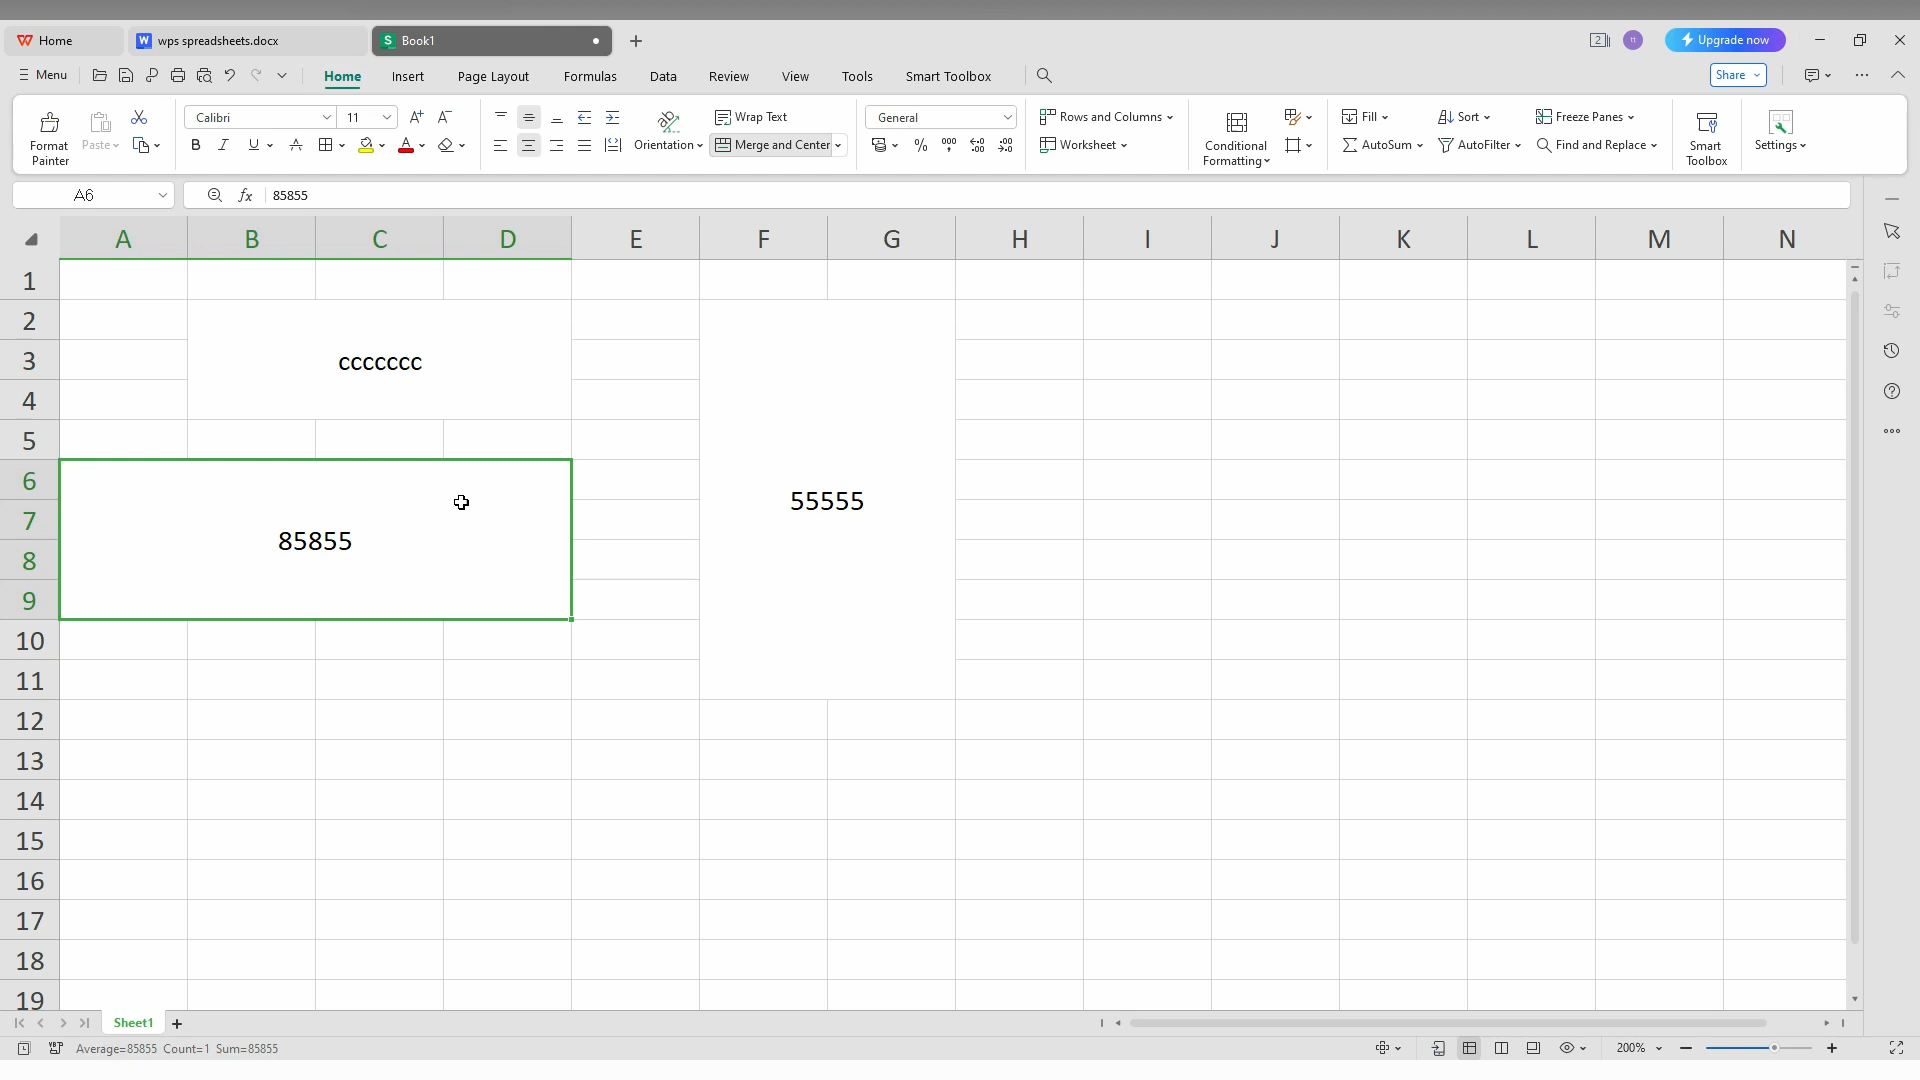 Home
wps spreadsheets.docx
Book1
Upgrade now
Menu
Home
Insert
Page Layout
Formulas
Data
Review
View
Tools
Smart Toolbox
Share
Format Painter
Paste
Calibri
11
Orientation
Wrap Text
Merge and Center
General
Rows and Columns
Worksheet
Conditional Formatting
Fill
AutoSum
Sort
AutoFilter
Freeze Panes
Find and Replace
Smart Toolbox
Settings
A6
fx
85855
A B C D E F G H I J K L M N
1
2
3
ccccccc
4
5
6
7
55555
8
85855
9
10
11
12
13
14
15
16
17
18
19
Sheet1
Average=85855 Count=1 Sum=85855
200%